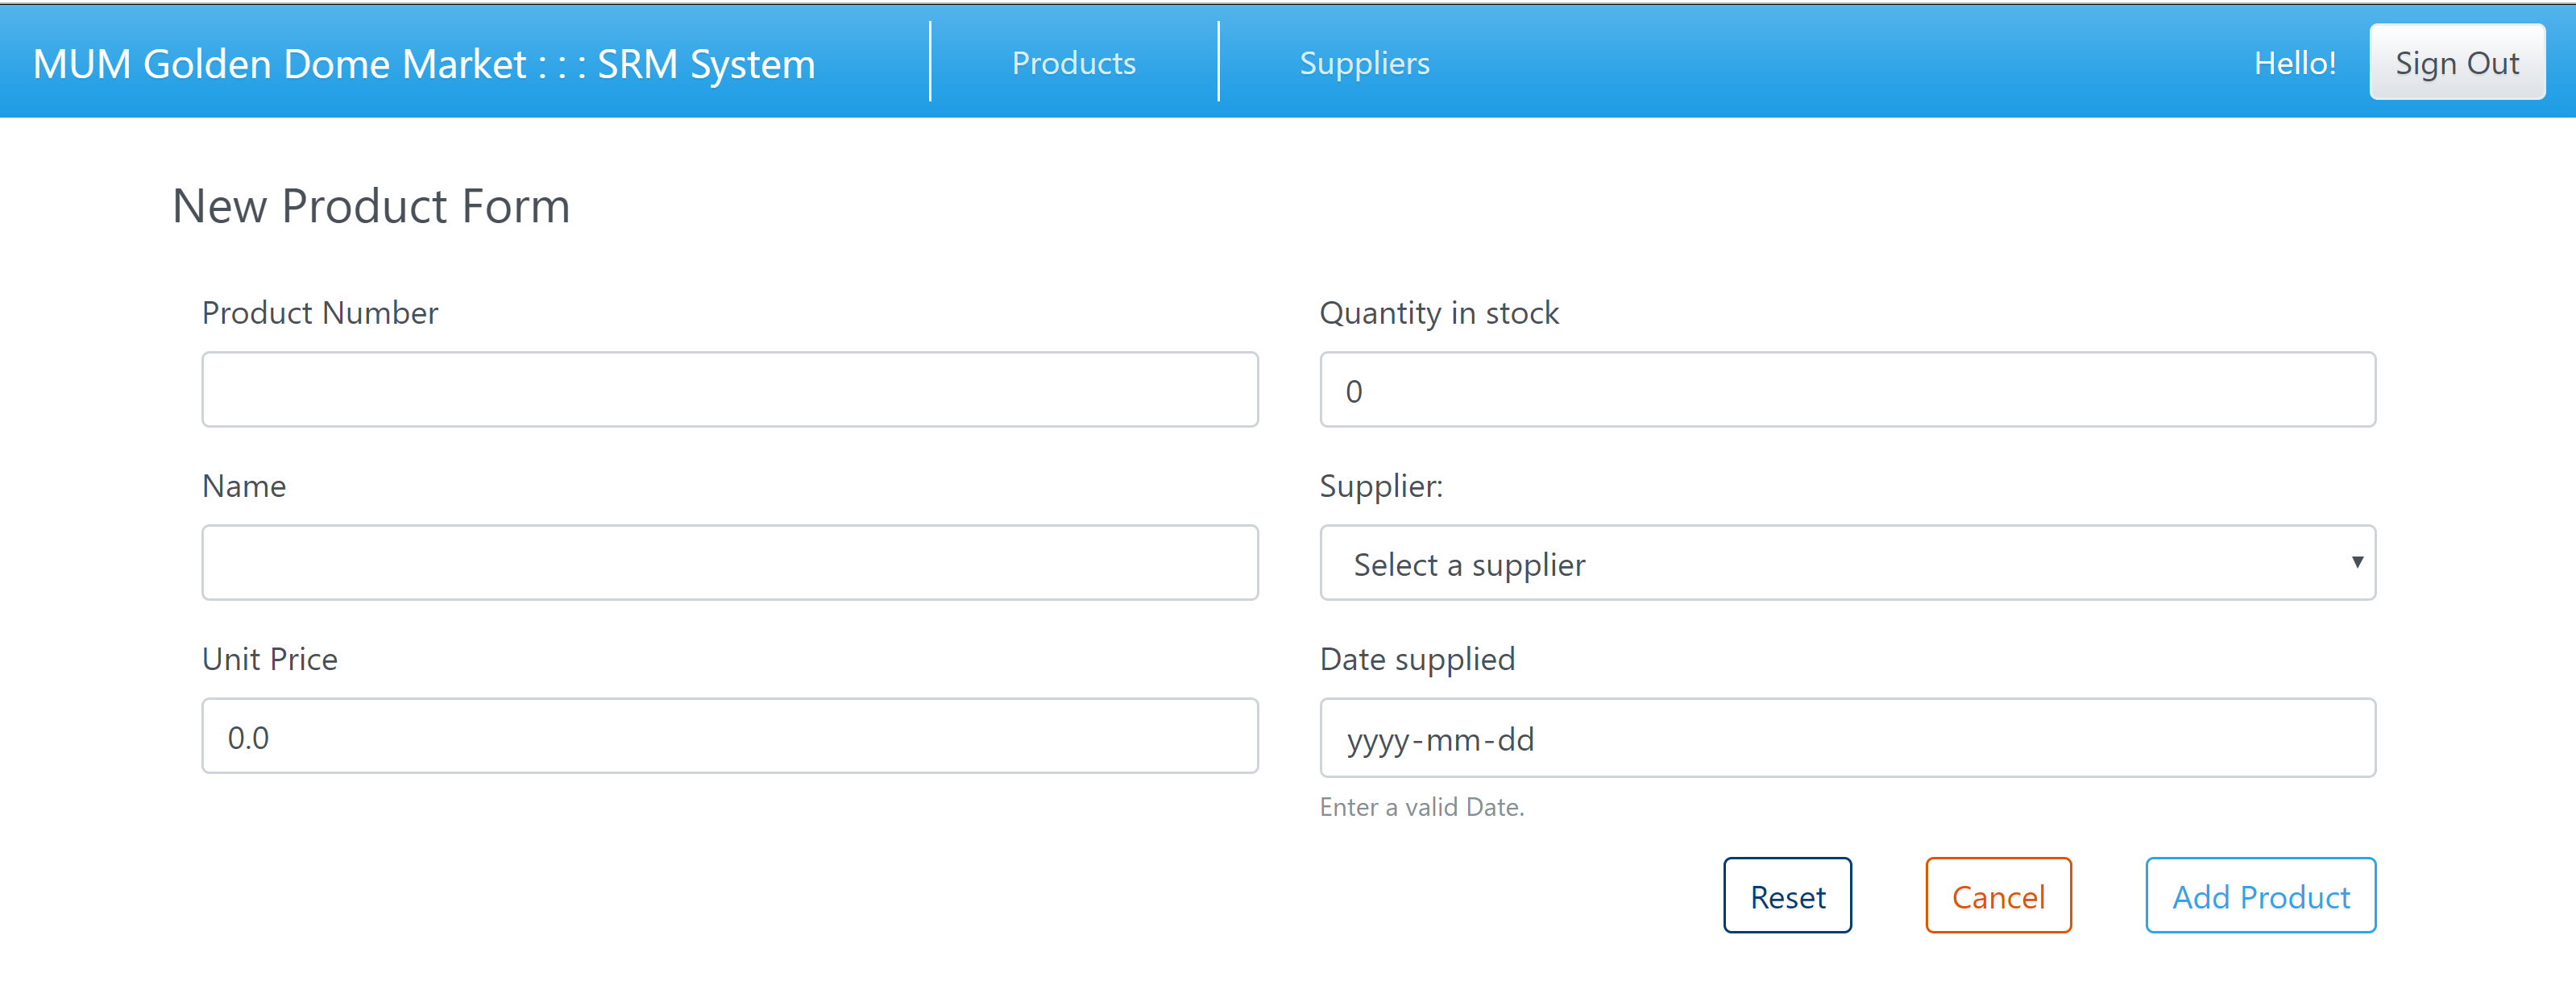 MUM Golden Dome Market : : : SRM System
Products
Suppliers
Hello!
Sign Out
New Product Form
Product Number
Quantity in stock
0
Name
Supplier:
Select a supplier
Unit Price
0.0
Date supplied
yyyy-mm-dd
Enter a valid Date.
Reset
Cancel
Add Product